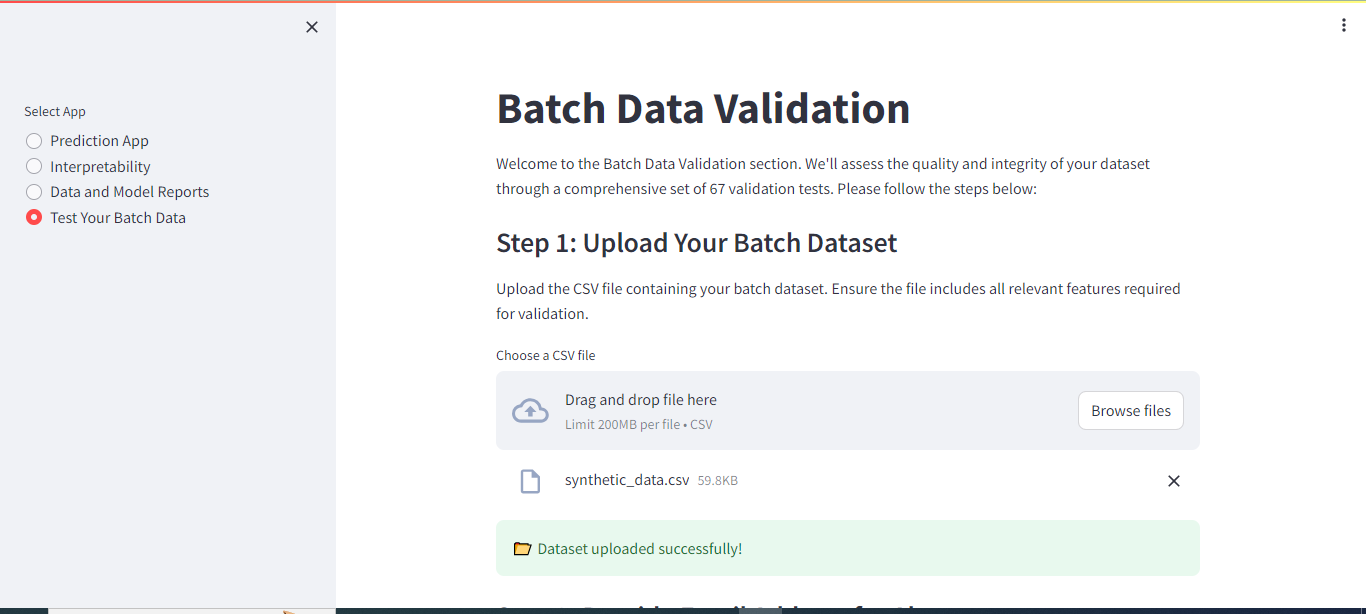 Select App
Prediction App
Interpretability
Data and Model Reports
Test Your Batch Data
Batch Data Validation
Welcome to the Batch Data Validation section. We'll assess the quality and integrity of your dataset
through a comprehensive set of 67 validation tests. Please follow the steps below:
Step 1: Upload Your Batch Dataset
Upload the CSV file containing your batch dataset. Ensure the file includes all relevant features required
for validation.
Choose a CSV file
Drag and drop file here
Limit 200MB per file • CSV
Browse files
synthetic_data.csv 59.8KB
Dataset uploaded successfully!